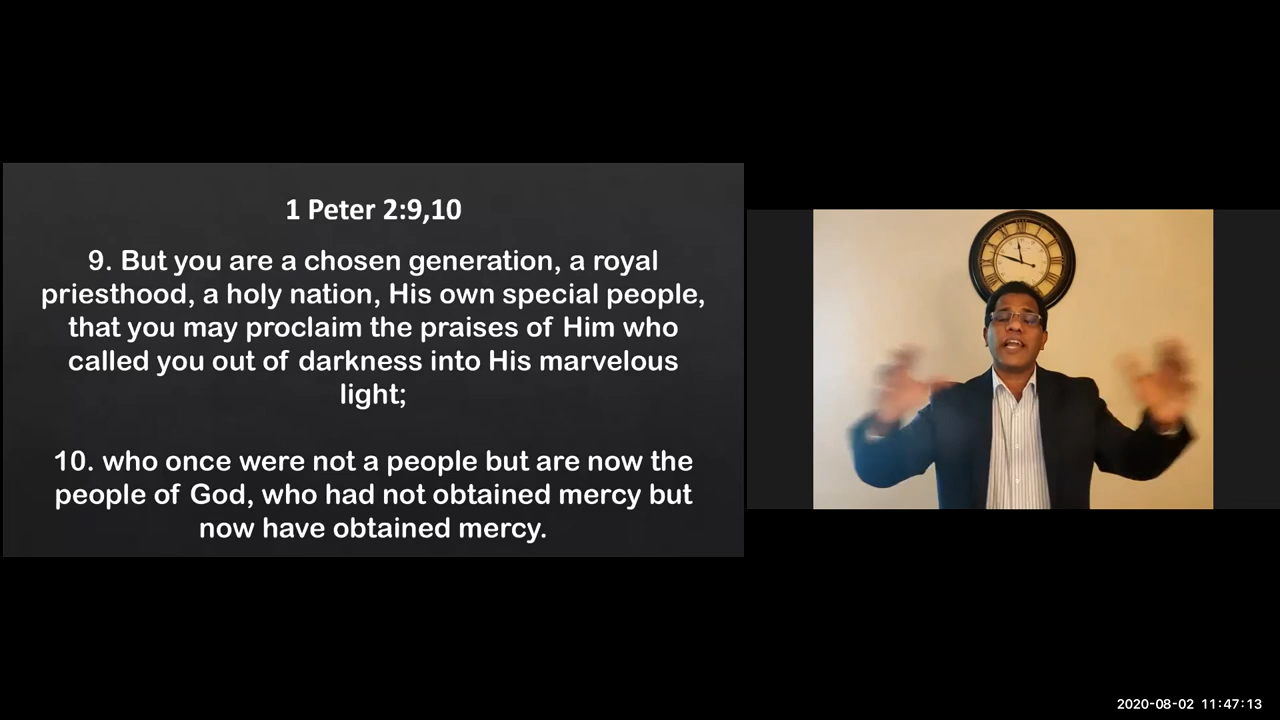 1 Peter 2:9,10
9. But you are a chosen generation, a royal
priesthood, a holy nation, His own special people,
that you may proclaim the praises of Him who
called you out of darkness into His marvelous
light;
10. who once were not a people but are now the
people of God, who had not obtained mercy but
now have obtained mercy.
2020-08-02 11:47:13